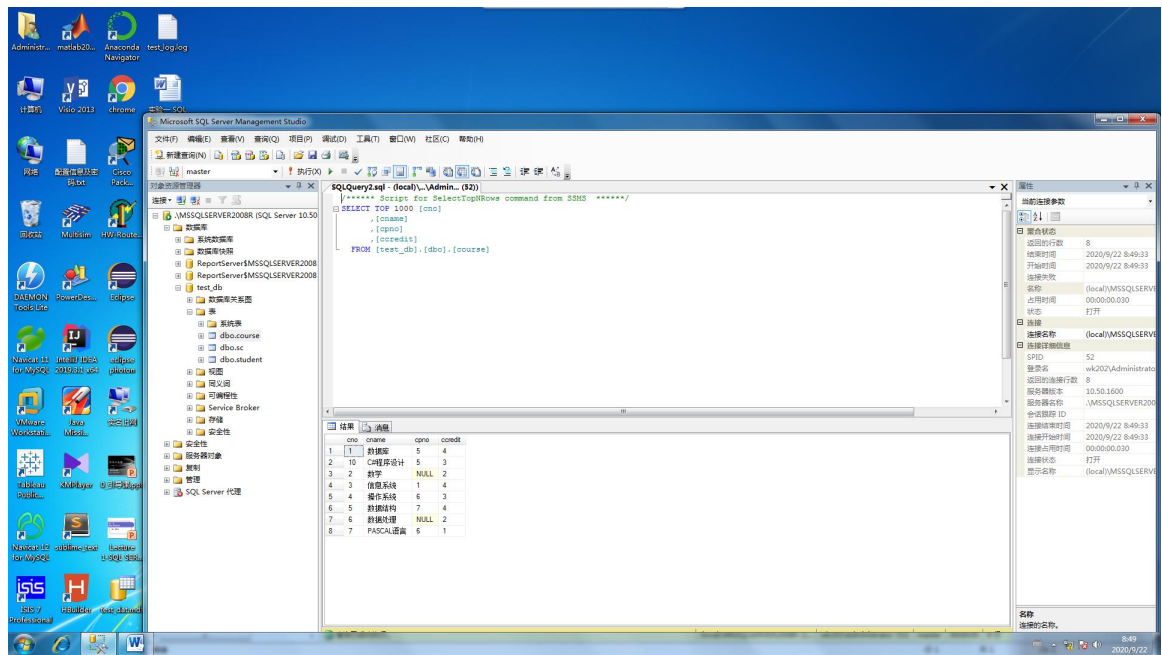 Administr...
matlab20...
Anaconda Navigator
test_log.log
计算机
Visio 2013
chrome
实验一 SQL
网络
配置信息及密码.txt
Cisco Pack...
回收站
Multisim
HW-Route...
DAEMON Tools Lite
PowerDes...
Eclipse
Navicat 11 for MySQL
IntelliJ IDEA 2019.3.1 x64
eclipse photon
VMware Workstati...
Java Missi...
Tableau Public...
KMPlayer
Navicat 12 for MySQL
sublime_text
Lecture 1-SQL SER...
ISIS 7 Professional
HBuilder
Microsoft SQL Server Management Studio
文件(F) 编辑(E) 查看(V) 查询(Q) 项目(P) 调试(D) 工具(T) 窗口(W) 社区(C) 帮助(H)
新建查询(N)
master
执行(X)
对象资源管理器
连接
.\MSSQLSERVER2008R (SQL Server 10.50
数据库
系统数据库
数据库快照
ReportServer$MSSQLSERVER2008
ReportServer$MSSQLSERVER2008
test_db
数据库关系图
表
系统表
dbo.course
dbo.sc
dbo.student
视图
同义词
可编程性
Service Broker
存储
安全性
安全性
服务器对象
复制
管理
SQL Server 代理
SQLQuery2.sql - (local)\...\Admin... (52))
/****** Script for SelectTopNRows command from SSMS ******/
SELECT TOP 1000 [cno]
,[cname]
,[cpno]
,[ccredit]
FROM [test_db].[dbo].[course]
结果 消息
cno cname cpno ccredit
1 1 数据库 5 4
2 10 C#程序设计 5 3
3 2 数学 NULL 2
4 3 信息系统 1 4
5 4 操作系统 6 3
6 5 数据结构 7 4
7 6 数据处理 NULL 2
8 7 PASCAL语言 6 1
属性
当前连接参数
聚合状态
返回的行数 8
结束时间 2020/9/22 8:49:33
开始时间 2020/9/22 8:49:33
连接失败
名称 (local)\MSSQLSERVE
占用时间 00:00:00.030
状态 打开
连接
连接名称 (local)\MSSQLSERVE
连接详细信息
SPID 52
登录名 wk202\Administrato
返回的连接行数 8
服务器版本 10.50.1600
服务器名称 .\MSSQLSERVER200
会话跟踪 ID
连接结束时间 2020/9/22 8:49:33
连接开始时间 2020/9/22 8:49:33
连接占用时间 00:00:00.030
连接状态 打开
显示名称 (local)\MSSQLSERVE
名称
连接的名称。
8:49
2020/9/22